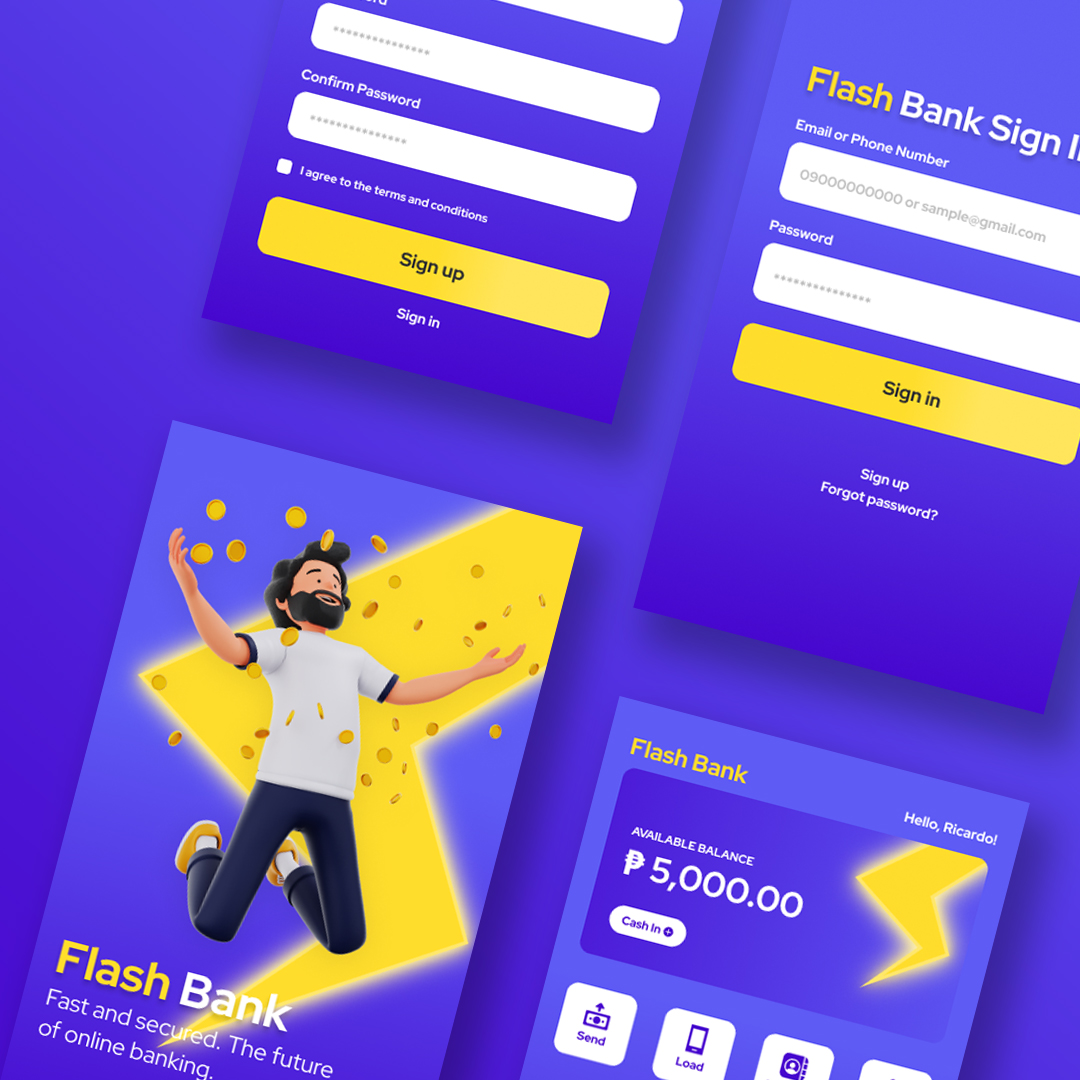 •••••••••••••••
Confirm Password
•••••••••••••••
I agree to the terms and conditions
Sign up
Sign in
Flash Bank Sign
Email or Phone Number
09000000000 or sample@gmail.com
Password
•••••••••••••••
Sign in
Sign up
Forgot password?
Flash Bank
Fast and secured. The future
of online banking.
Flash Bank
Hello, Ricardo!
AVAILABLE BALANCE
₱ 5,000.00
Cash In
Send
Load